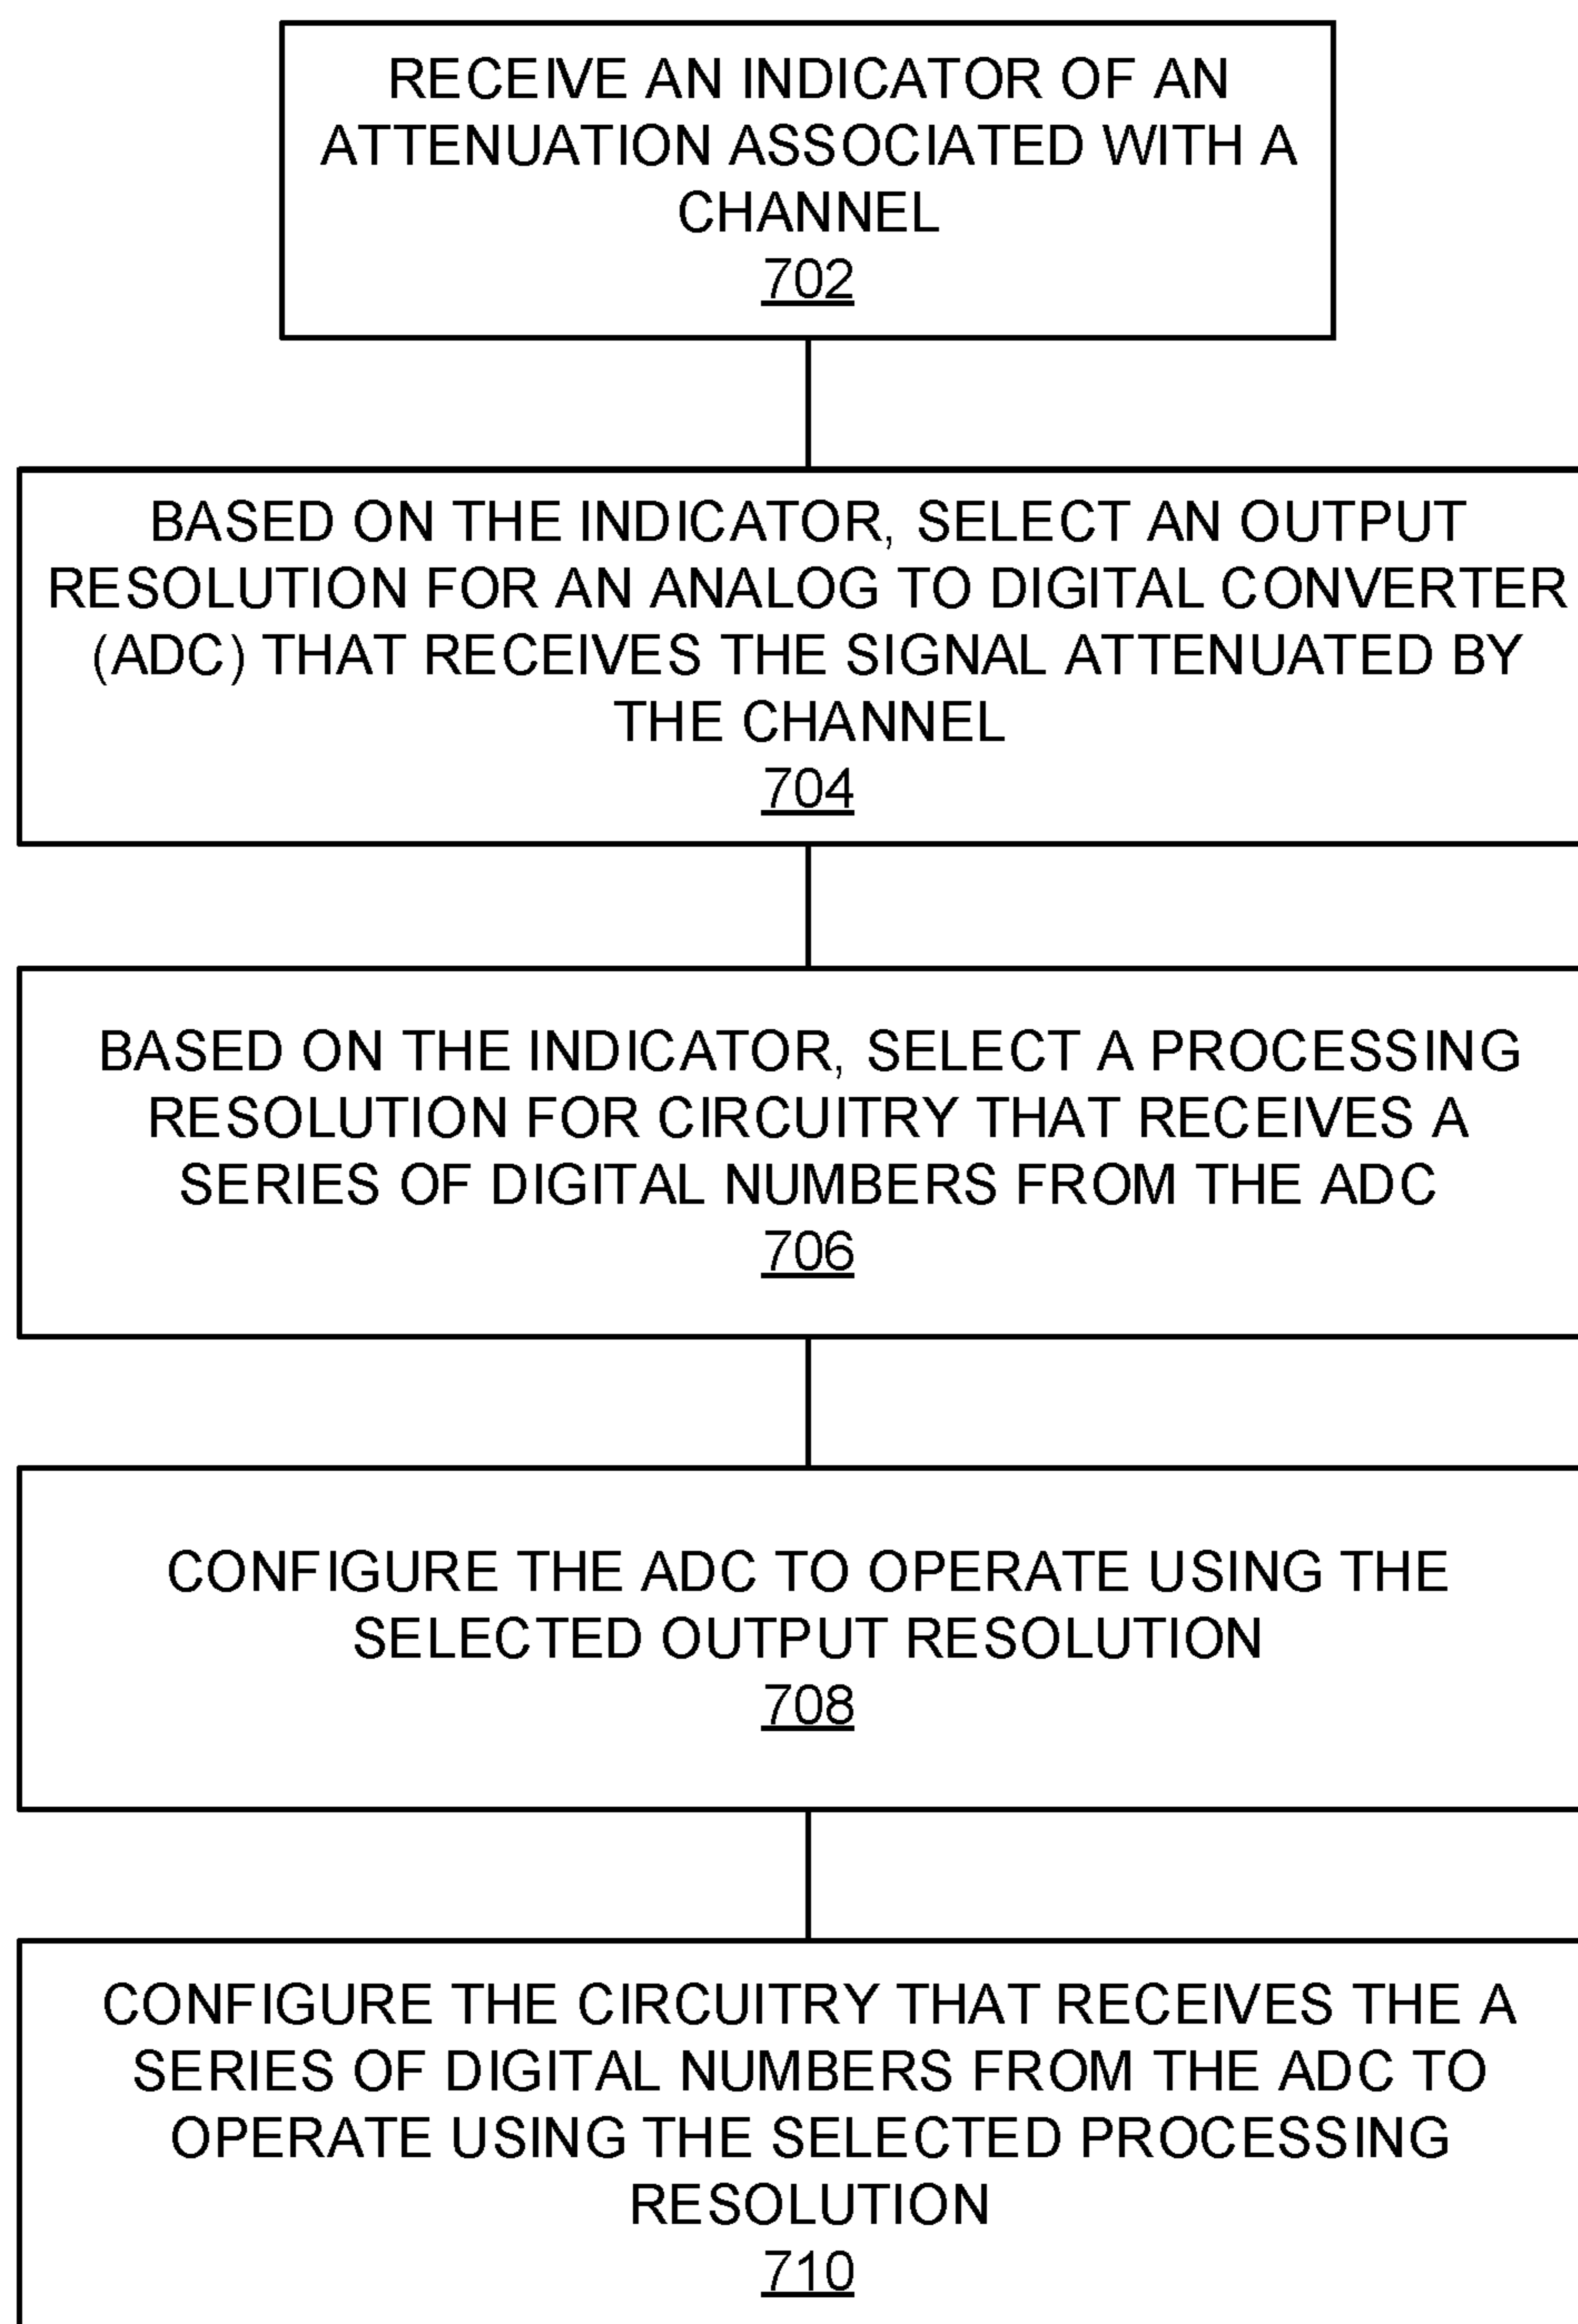 RECEIVE AN INDICATOR OF AN
ATTENUATION ASSOCIATED WITH A
CHANNEL
702
BASED ON THE INDICATOR, SELECT AN OUTPUT
RESOLUTION FOR AN ANALOG TO DIGITAL CONVERTER
(ADC) THAT RECEIVES THE SIGNAL ATTENUATED BY
THE CHANNEL
704
BASED ON THE INDICATOR, SELECT A PROCESSING
RESOLUTION FOR CIRCUITRY THAT RECEIVES A
SERIES OF DIGITAL NUMBERS FROM THE ADC
706
CONFIGURE THE ADC TO OPERATE USING THE
SELECTED OUTPUT RESOLUTION
708
CONFIGURE THE CIRCUITRY THAT RECEIVES THE A
SERIES OF DIGITAL NUMBERS FROM THE ADC TO
OPERATE USING THE SELECTED PROCESSING
RESOLUTION
710